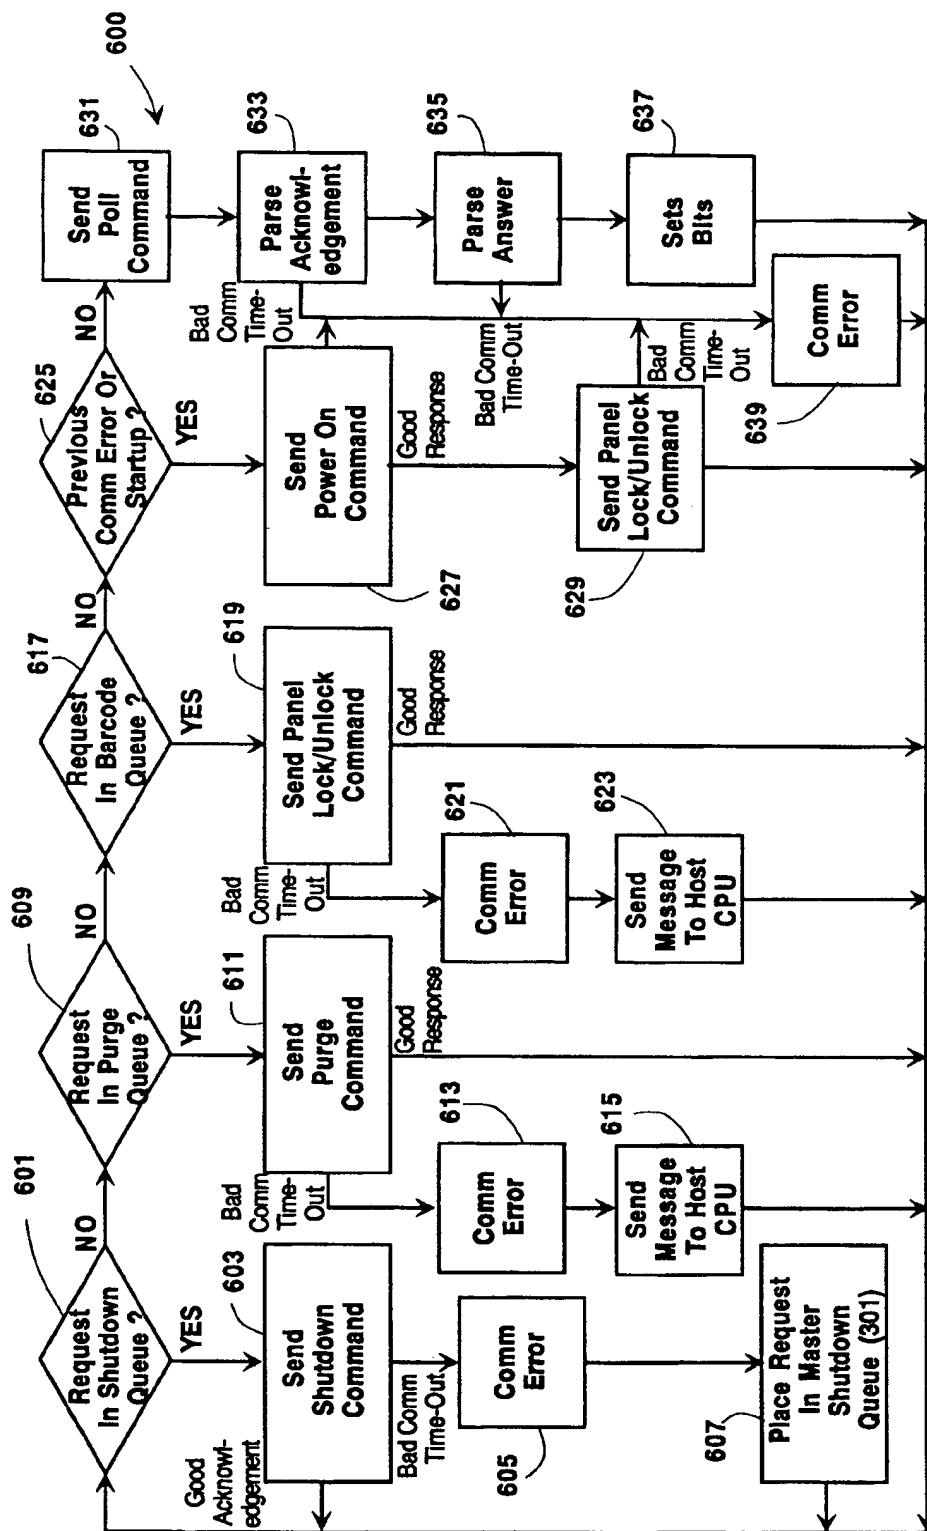 600
601
Request
In Shutdown
Queue ?
NO
YES
603
Send
Shutdown
Command
Good
Acknowl-
edgement
Bad Comm
Time-Out
Comm
Error
605
Place Request
In Master
Shutdown
Queue (301)
607
609
Request
In Purge
Queue ?
NO
YES
611
Send
Purge
Command
Bad
Comm
Time-
Out
Good
Response
613
Comm
Error
615
Send
Message
To Host
CPU
617
Request
In Barcode
Queue ?
NO
YES
619
Send Panel
Lock/Unlock
Command
Bad
Comm
Time-
Out
Good
Response
621
Comm
Error
623
Send
Message
To Host
CPU
625
Previous
Comm Error Or
Startup ?
NO
YES
Send
Power On
Command
627
Good
Response
Send Panel
Lock/Unlock
Command
629
631
Send
Poll
Command
633
Parse
Acknowl-
edgement
Bad
Comm
Time-
Out
635
Parse
Answer
Bad Comm
Time-Out
637
Sets
Bits
Bad
Comm
Time-
Out
Comm
Error
639